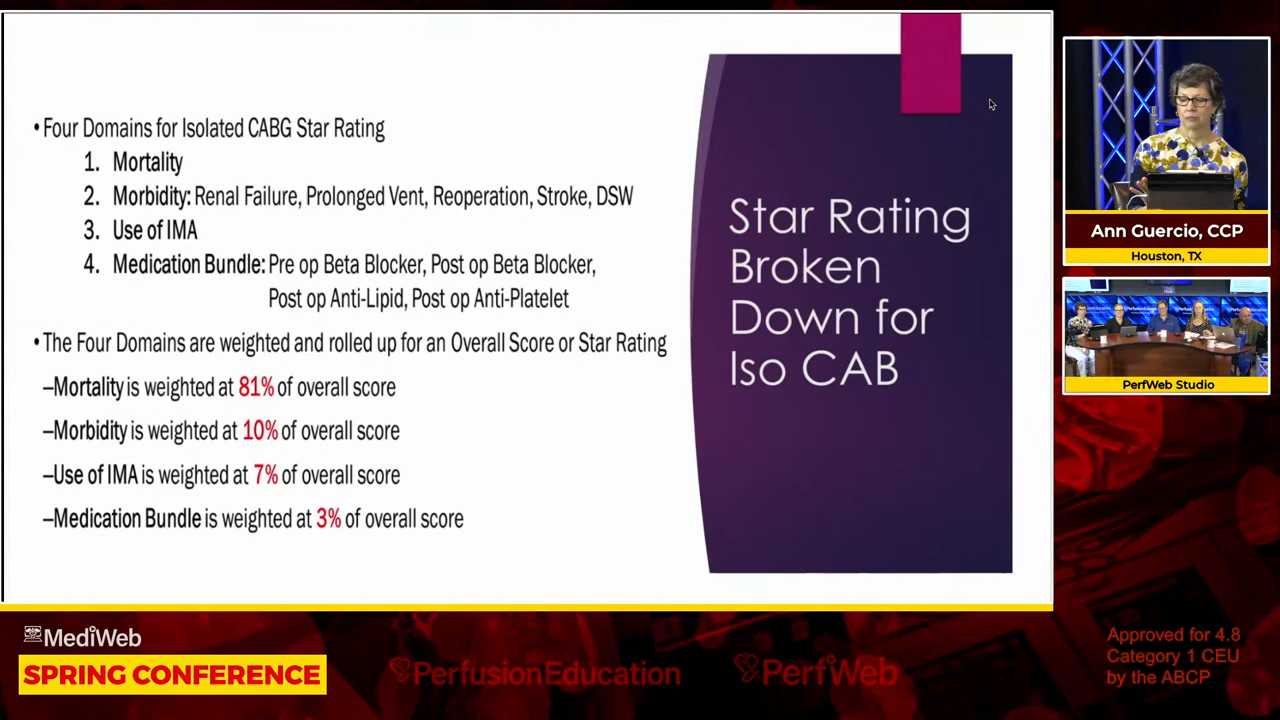 • Four Domains for Isolated CABG Star Rating
1. Mortality
2. Morbidity: Renal Failure, Prolonged Vent, Reoperation, Stroke, DSW
3. Use of IMA
4. Medication Bundle: Pre op Beta Blocker, Post op Beta Blocker,
Post op Anti-Lipid, Post op Anti-Platelet
• The Four Domains are weighted and rolled up for an Overall Score or Star Rating
–Mortality is weighted at 81% of overall score
–Morbidity is weighted at 10% of overall score
–Use of IMA is weighted at 7% of overall score
–Medication Bundle is weighted at 3% of overall score
Star Rating
Broken
Down for
Iso CAB
Ann Guercio, CCP
Houston, TX
PerfWeb Studio
MediWeb
SPRING CONFERENCE
PerfusionEducation
PerfWeb
Approved for 4.8
Category 1 CEU
by the ABCP